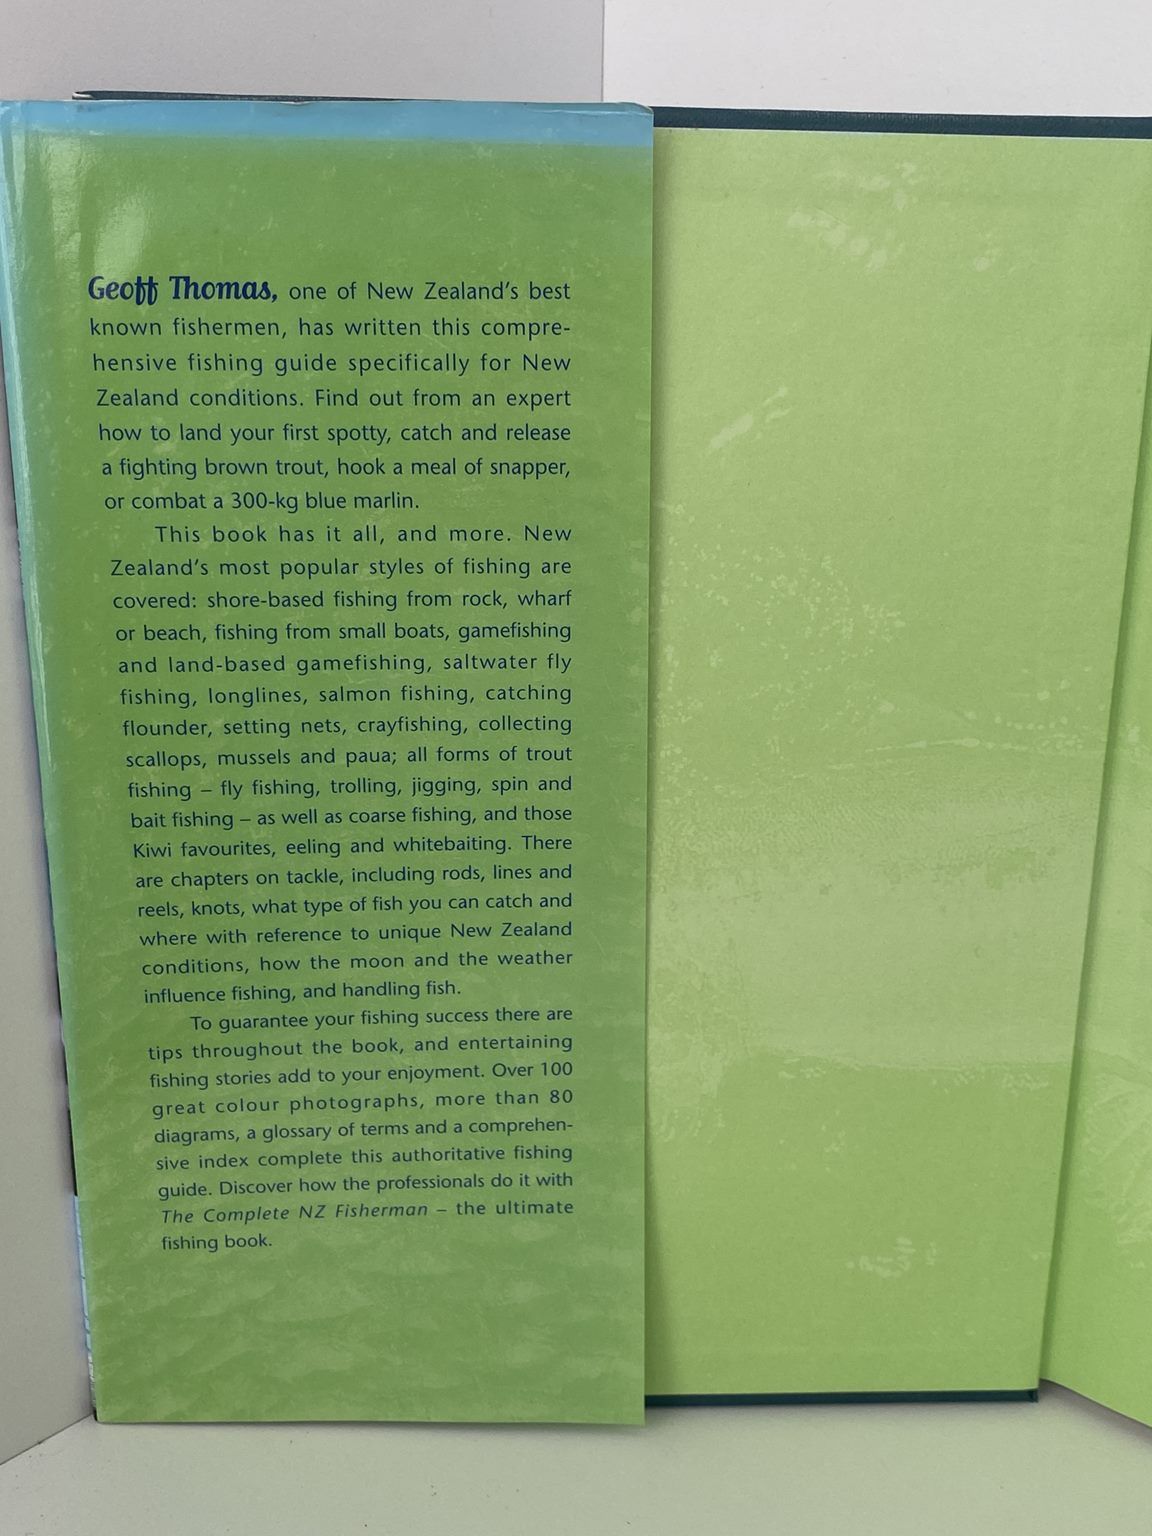 Geoff Thomas, one of New Zealand's best
known fishermen, has written this compre-
hensive fishing guide specifically for New
Zealand conditions. Find out from an expert
how to land your first spotty, catch and release
a fighting brown trout, hook a meal of snapper,
or combat a 300-kg blue marlin.
This book has it all, and more. New
Zealand's most popular styles of fishing are
covered: shore-based fishing from rock, wharf
or beach, fishing from small boats, gamefishing
and land-based gamefishing, saltwater fly
fishing, longlines, salmon fishing, catching
flounder, setting nets, crayfishing, collecting
scallops, mussels and paua; all forms of trout
fishing – fly fishing, trolling, jigging, spin and
bait fishing – as well as coarse fishing, and those
Kiwi favourites, eeling and whitebaiting. There
are chapters on tackle, including rods, lines and
reels, knots, what type of fish you can catch and
where with reference to unique New Zealand
conditions, how the moon and the weather
influence fishing, and handling fish.
To guarantee your fishing success there are
tips throughout the book, and entertaining
fishing stories add to your enjoyment. Over 100
great colour photographs, more than 80
diagrams, a glossary of terms and a comprehen-
sive index complete this authoritative fishing
guide. Discover how the professionals do it with
The Complete NZ Fisherman – the ultimate
fishing book.